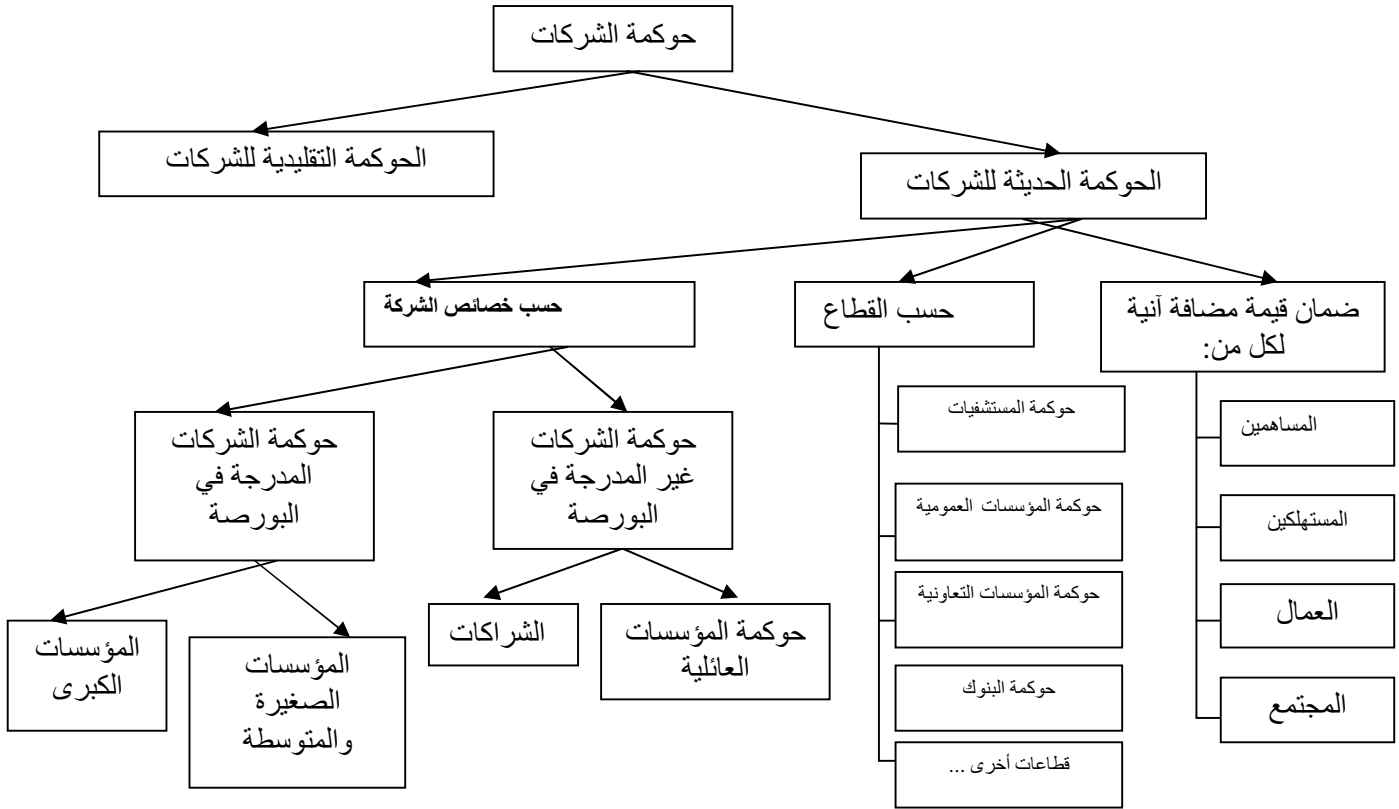 حوكمة الشركات
الحوكمة التقليدية للشركات
الحوكمة الحديثة للشركات
ضمان قيمة مضافة آنية
لكل من:
حسب القطاع
حسب خصائص الشركة
المساهمين
المستهلكين
العمال
المجتمع
حوكمة المستشفيات
حوكمة المؤسسات العمومية
حوكمة المؤسسات التعاونية
حوكمة البنوك
قطاعات أخرى ...
حوكمة الشركات
غير المدرجة في
البورصة
حوكمة الشركات
المدرجة في
البورصة
حوكمة المؤسسات
العائلية
الشراكات
المؤسسات
الصغيرة
والمتوسطة
المؤسسات
الكبرى